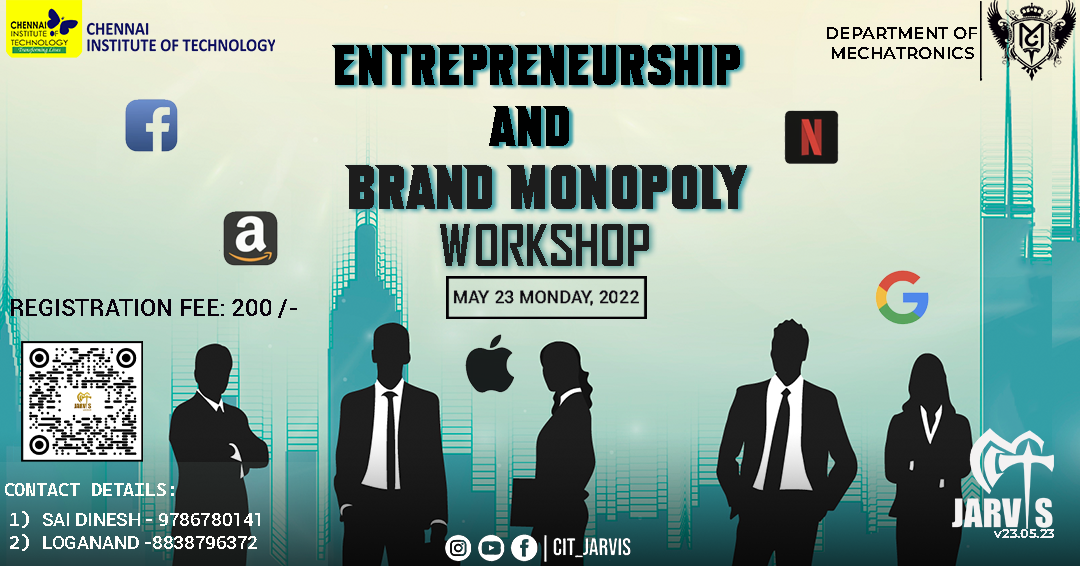 CHENNAI
INSTITUTE OF
TECHNOLOGY
Transforming Lives
CHENNAI
INSTITUTE OF TECHNOLOGY
DEPARTMENT OF
MECHATRONICS
ENTREPRENEURSHIP
AND
BRAND MONOPOLY
WORKSHOP
MAY 23 MONDAY, 2022
REGISTRATION FEE: 200 /-
JARVIS
CONTACT DETAILS:
1) SAI DINESH - 9786780141
2) LOGANAND -8838796372
CIT_JARVIS
JARVIS
v23.05.23